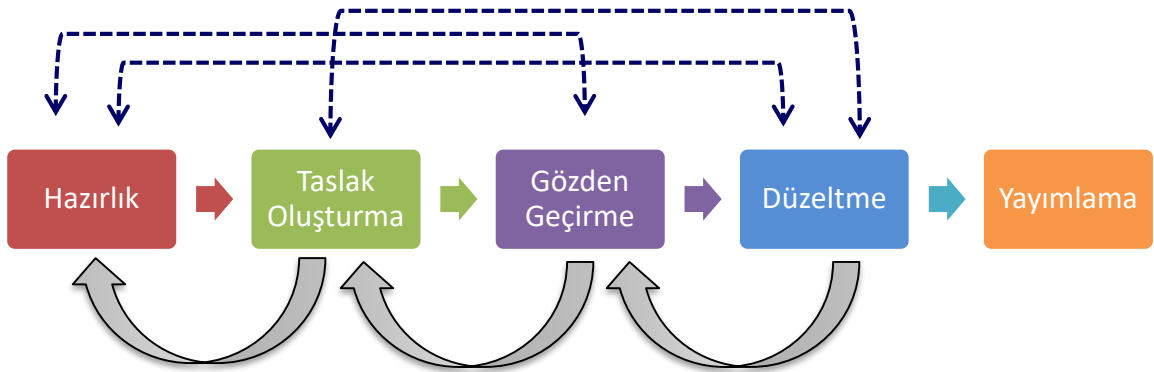 Hazırlık
Taslak
Oluşturma
Gözden
Geçirme
Düzeltme
Yayımlama